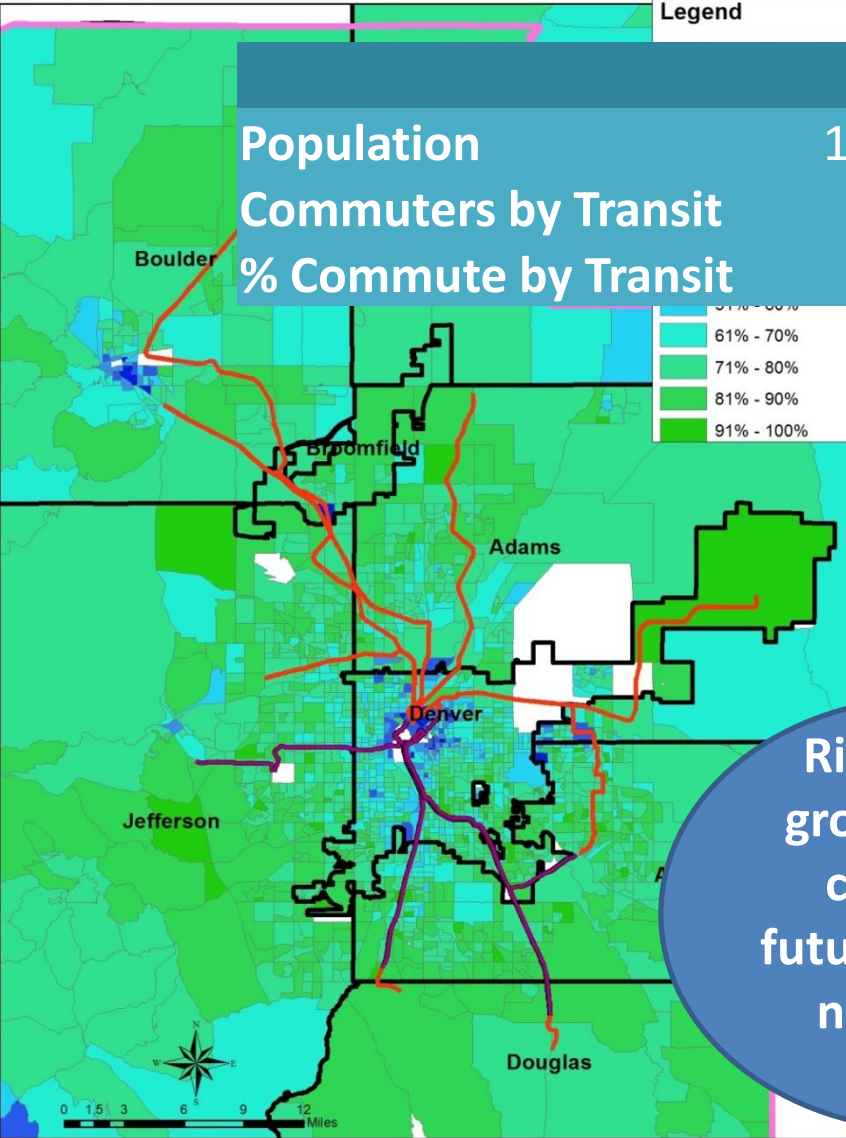 Legend
Population 1
Commuters by Transit
% Commute by Transit
61% - 70%
71% - 80%
81% - 90%
91% - 100%
Boulder
Broomfield
Adams
Denver
Jefferson
Douglas
N
W E
S
0 1.5 3 6 9 12
Miles